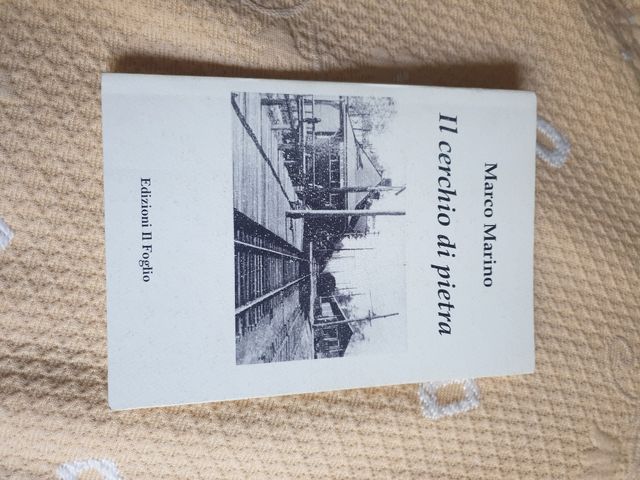 Marco Marino
Il cerchio di pietra
Edizioni Il Foglio